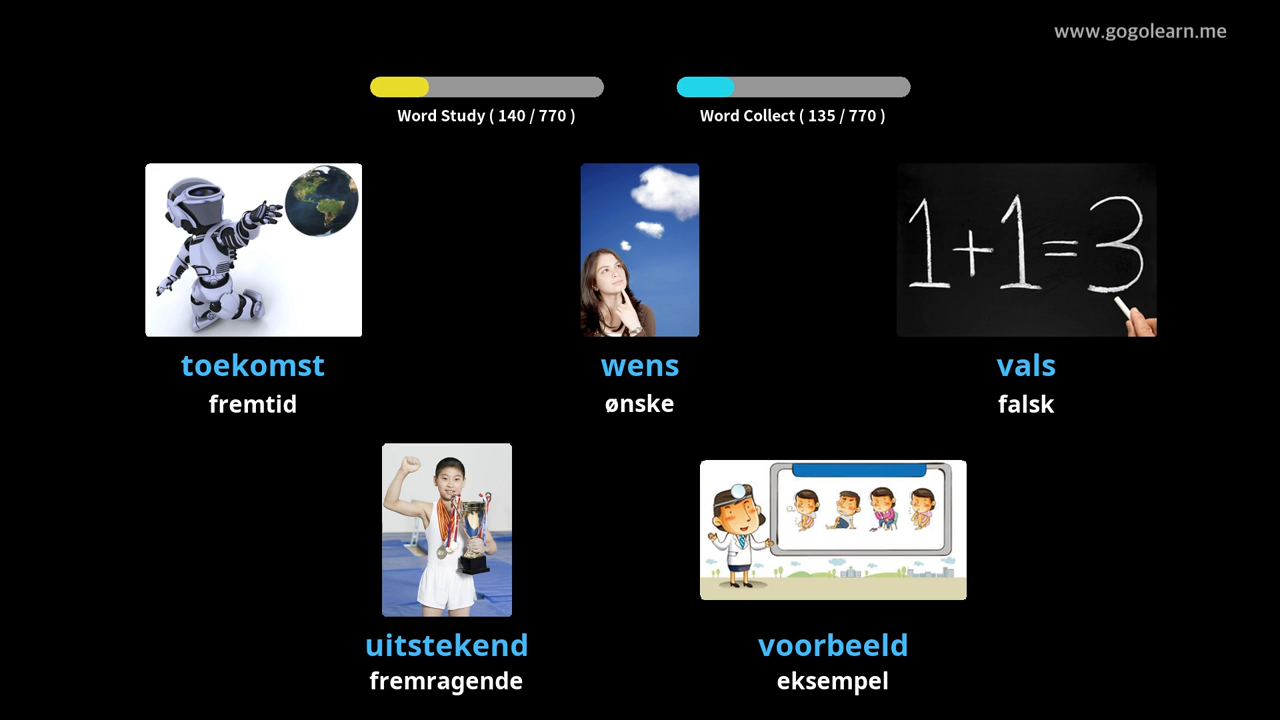 www.gogolearn.me
Word Study ( 140 / 770 )
Word Collect ( 135 / 770 )
1+1=3
toekomst
wens
vals
fremtid
ønske
falsk
uitstekend
voorbeeld
fremragende
eksempel